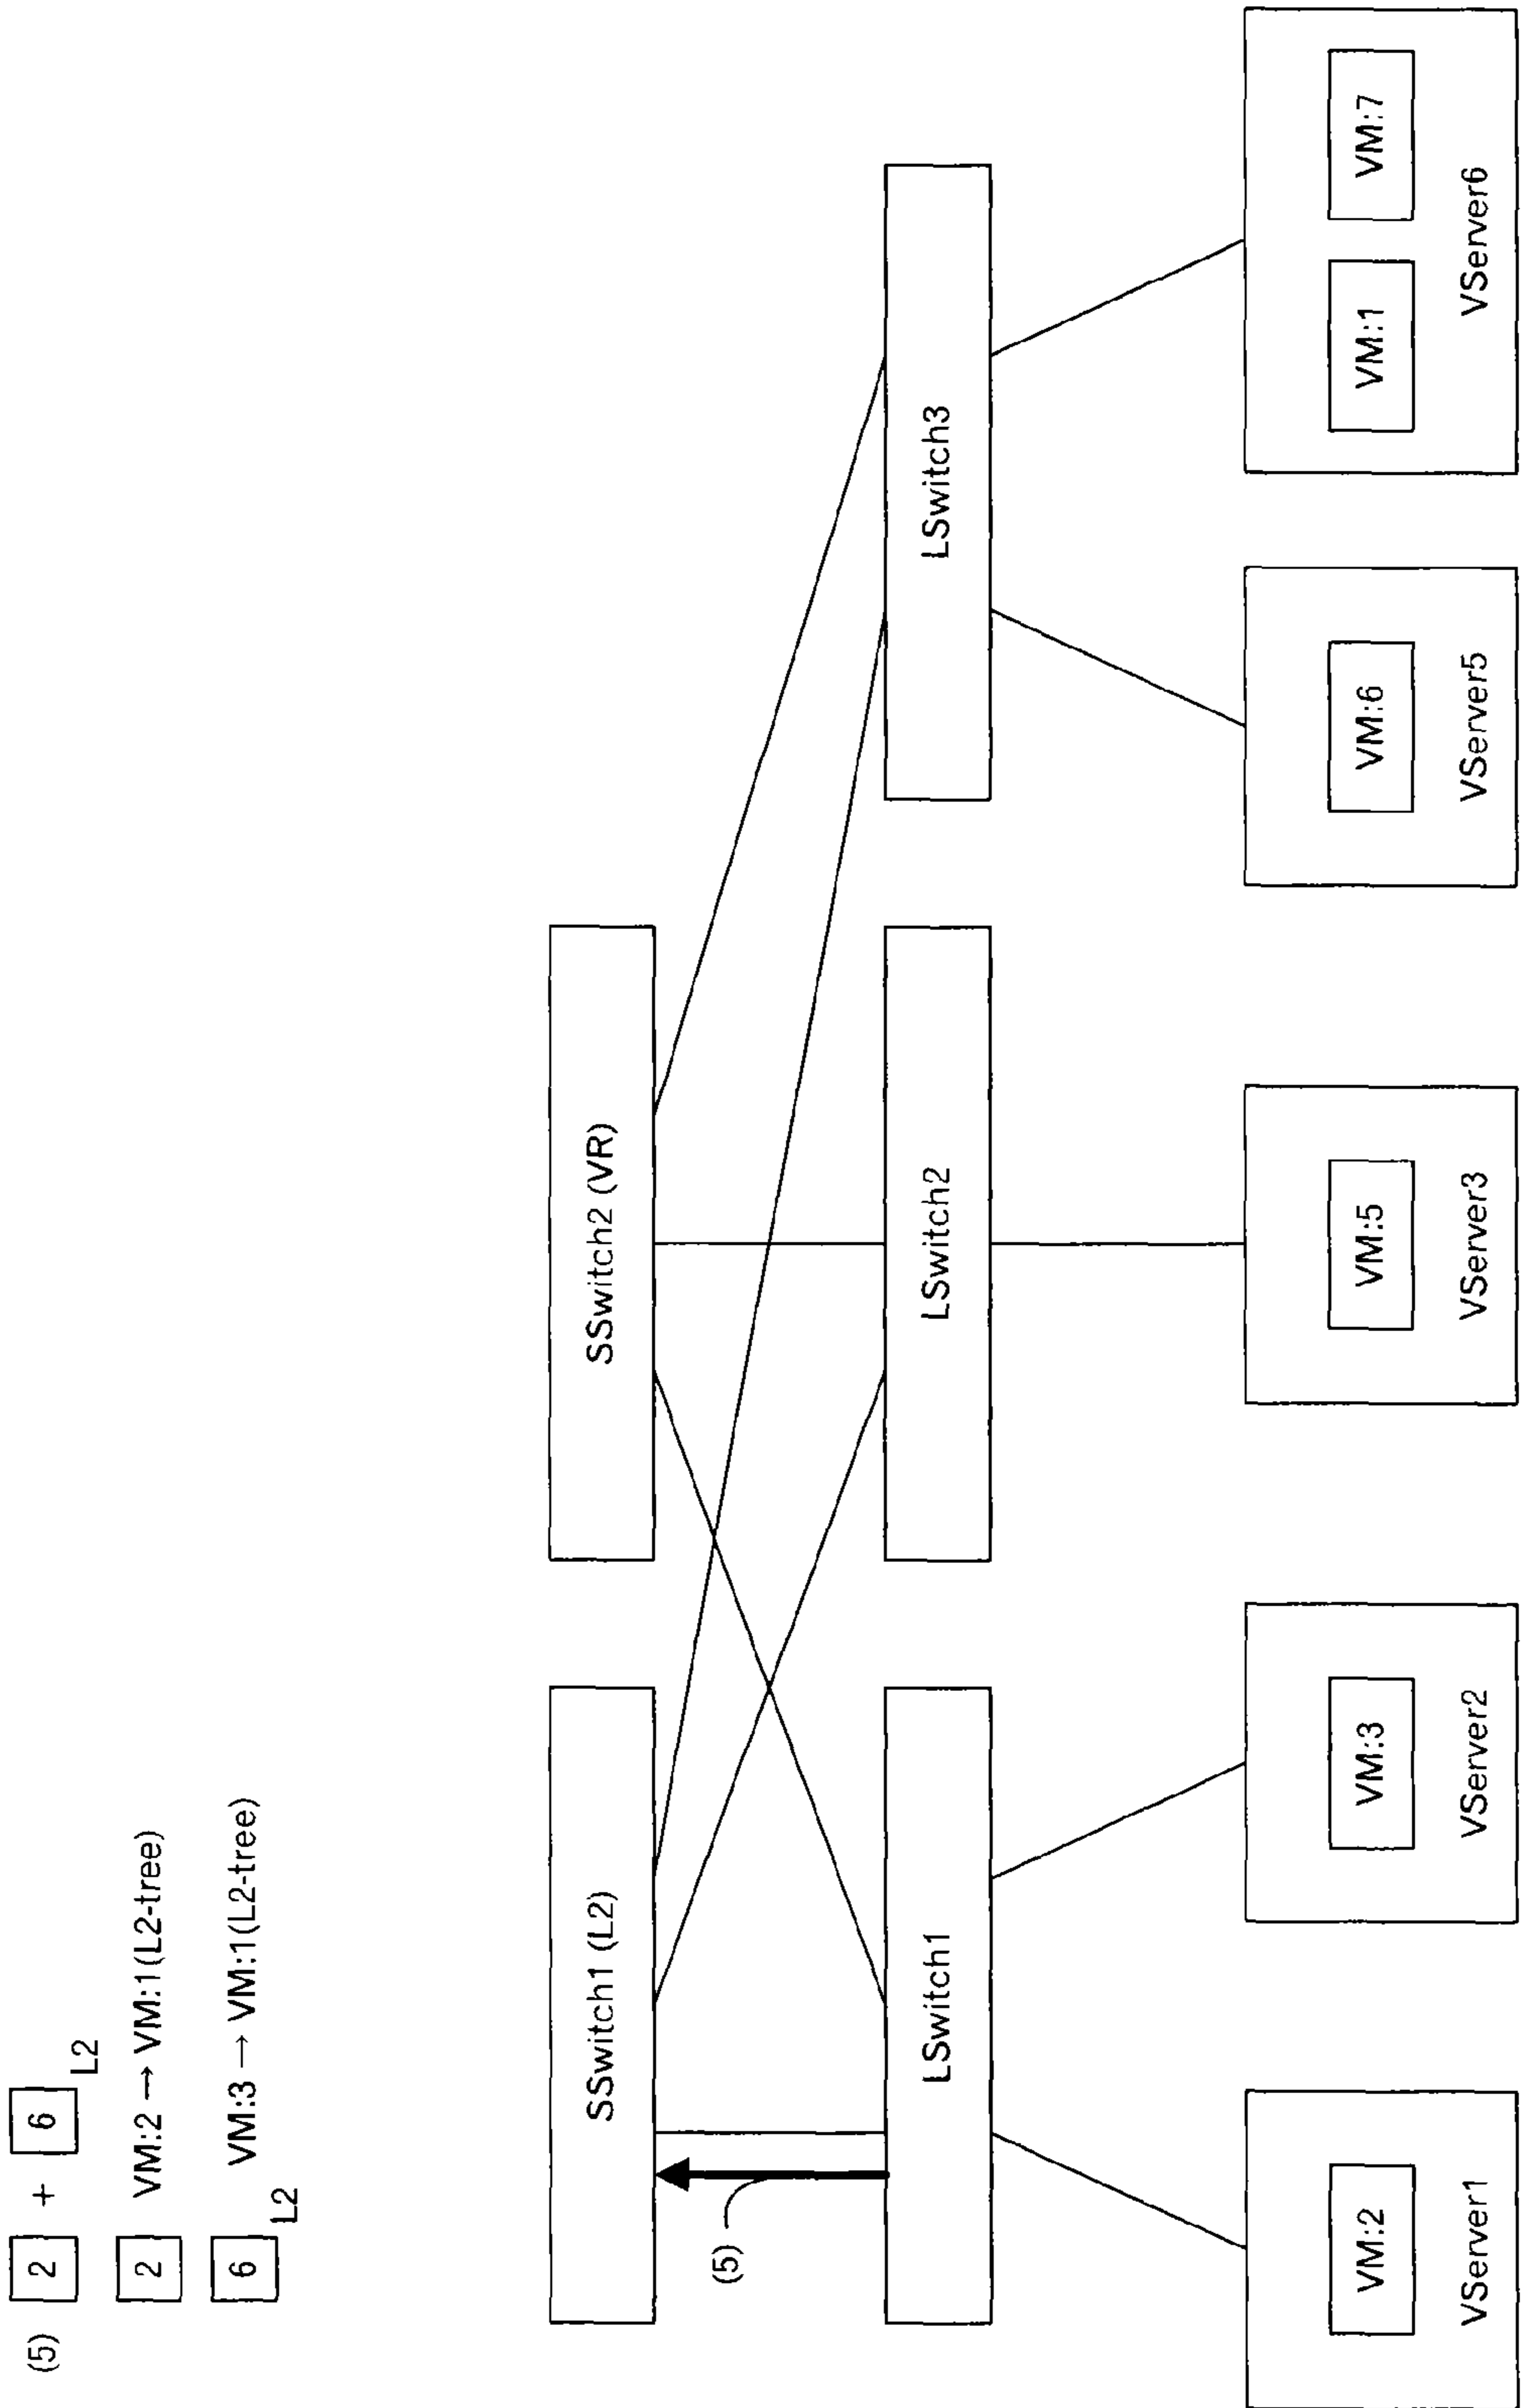 (5) 2 + 6 L2
2 VM:2 → VM:1(L2-tree)
6 L2 VM:3 → VM:1(L2-tree)
SSwitch1 (L2)
SSwitch2 (VR)
(5)
LSwitch1
LSwitch2
LSwitch3
VM:2
VM:3
VM:5
VM:6
VM:1
VM:7
VServer1
VServer2
VServer3
VServer5
VServer6